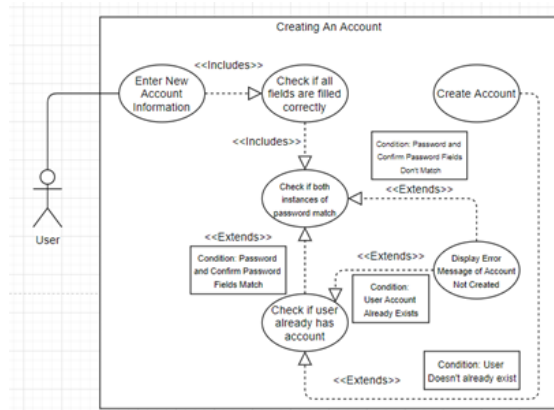 Creating An Account
<<Includes>>
Enter New
Account
Information
Check if all
fields are filled
correctly
Create Account
<<Includes>>
Condition: Password and
Confirm Password Fields
Don't Match
Check if both
instances of
password match
<<Extends>>
User
<<Extends>>
Condition: Password
and Confirm Password
Fields Match
<<Extends>>
Display Error
Message of Account
Not Created
Condition:
User Account
Already Exists
Check if user
already has
account
Condition: User
Doesn't already exist
<<Extends>>